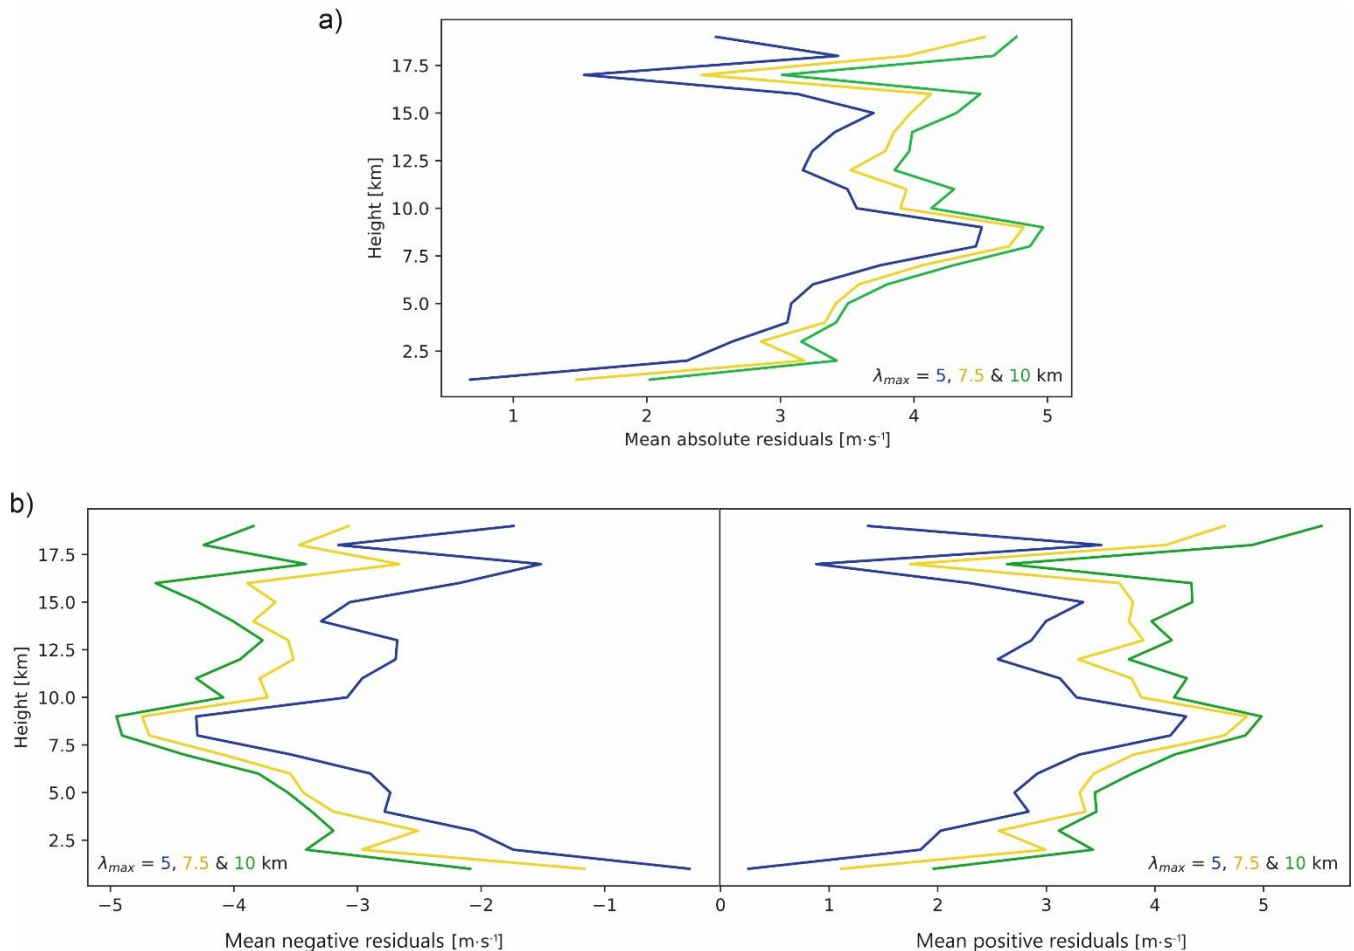 a)
17.5
15.0
12.5
10.0
7.5
5.0
2.5
Height [km]
λmax = 5, 7.5 & 10 km
1 2 3 4 5
Mean absolute residuals [m·s⁻¹]
b)
17.5
15.0
12.5
10.0
7.5
5.0
2.5
Height [km]
λmax = 5, 7.5 & 10 km
λmax = 5, 7.5 & 10 km
−5 −4 −3 −2 −1 0 1 2 3 4 5
Mean negative residuals [m·s⁻¹]
Mean positive residuals [m·s⁻¹]